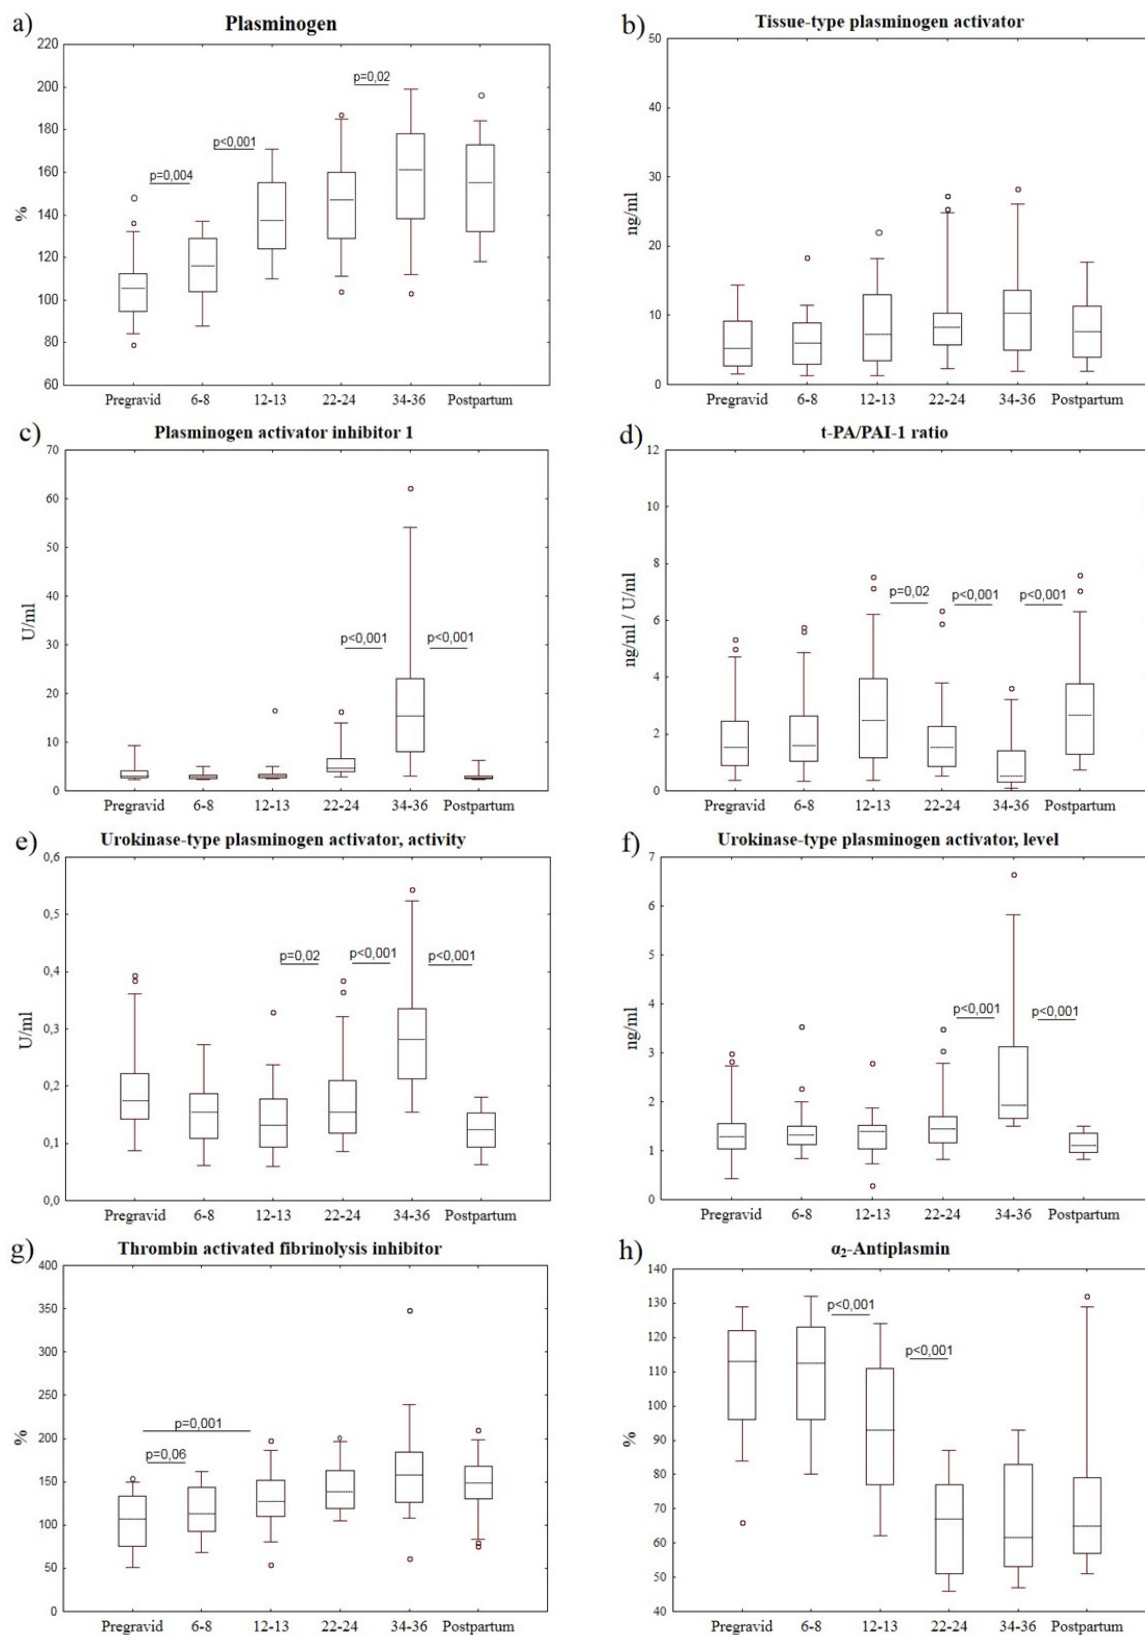 a)
Plasminogen
220
200
180
160
140
120
100
80
60
%
p=0,004
p<0,001
p=0,02
Pregravid 6-8 12-13 22-24 34-36 Postpartum
b)
Tissue-type plasminogen activator
50
40
30
20
10
0
ng/ml
Pregravid 6-8 12-13 22-24 34-36 Postpartum
c)
Plasminogen activator inhibitor 1
70
60
50
40
30
20
10
0
U/ml
p<0,001
p<0,001
Pregravid 6-8 12-13 22-24 34-36 Postpartum
d)
t-PA/PAI-1 ratio
12
10
8
6
4
2
0
ng/ml / U/ml
p=0,02
p<0,001
p<0,001
Pregravid 6-8 12-13 22-24 34-36 Postpartum
e)
Urokinase-type plasminogen activator, activity
0,6
0,5
0,4
0,3
0,2
0,1
0,0
U/ml
p=0,02
p<0,001
p<0,001
Pregravid 6-8 12-13 22-24 34-36 Postpartum
f)
Urokinase-type plasminogen activator, level
7
6
5
4
3
2
1
0
ng/ml
p<0,001
p<0,001
Pregravid 6-8 12-13 22-24 34-36 Postpartum
g)
Thrombin activated fibrinolysis inhibitor
400
350
300
250
200
150
100
50
0
%
p=0,001
p=0,06
Pregravid 6-8 12-13 22-24 34-36 Postpartum
h)
α₂-Antiplasmin
140
130
120
110
100
90
80
70
60
50
40
%
p<0,001
p<0,001
Pregravid 6-8 12-13 22-24 34-36 Postpartum